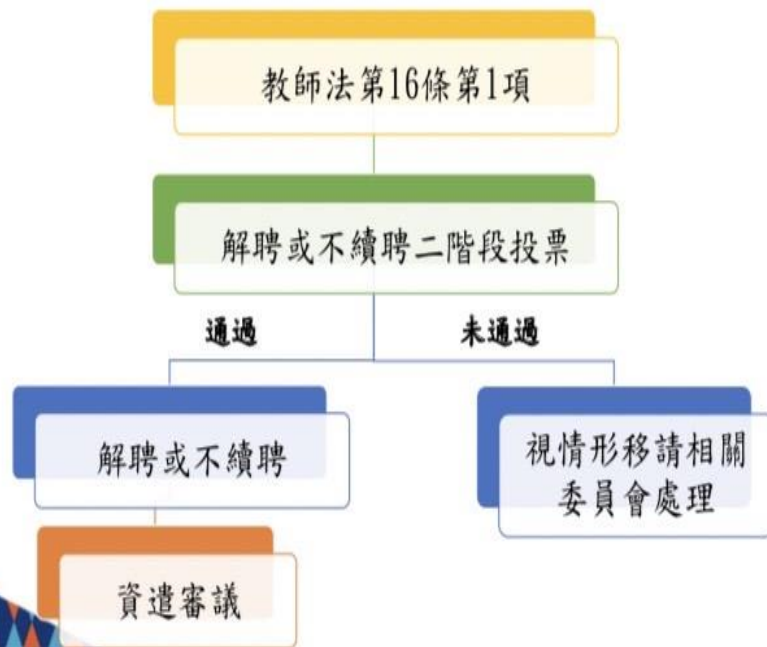 教師法第16條第1項
解聘或不續聘二階段投票
通過
未通過
解聘或不續聘
視情形移請相關
委員會處理
資遣審議